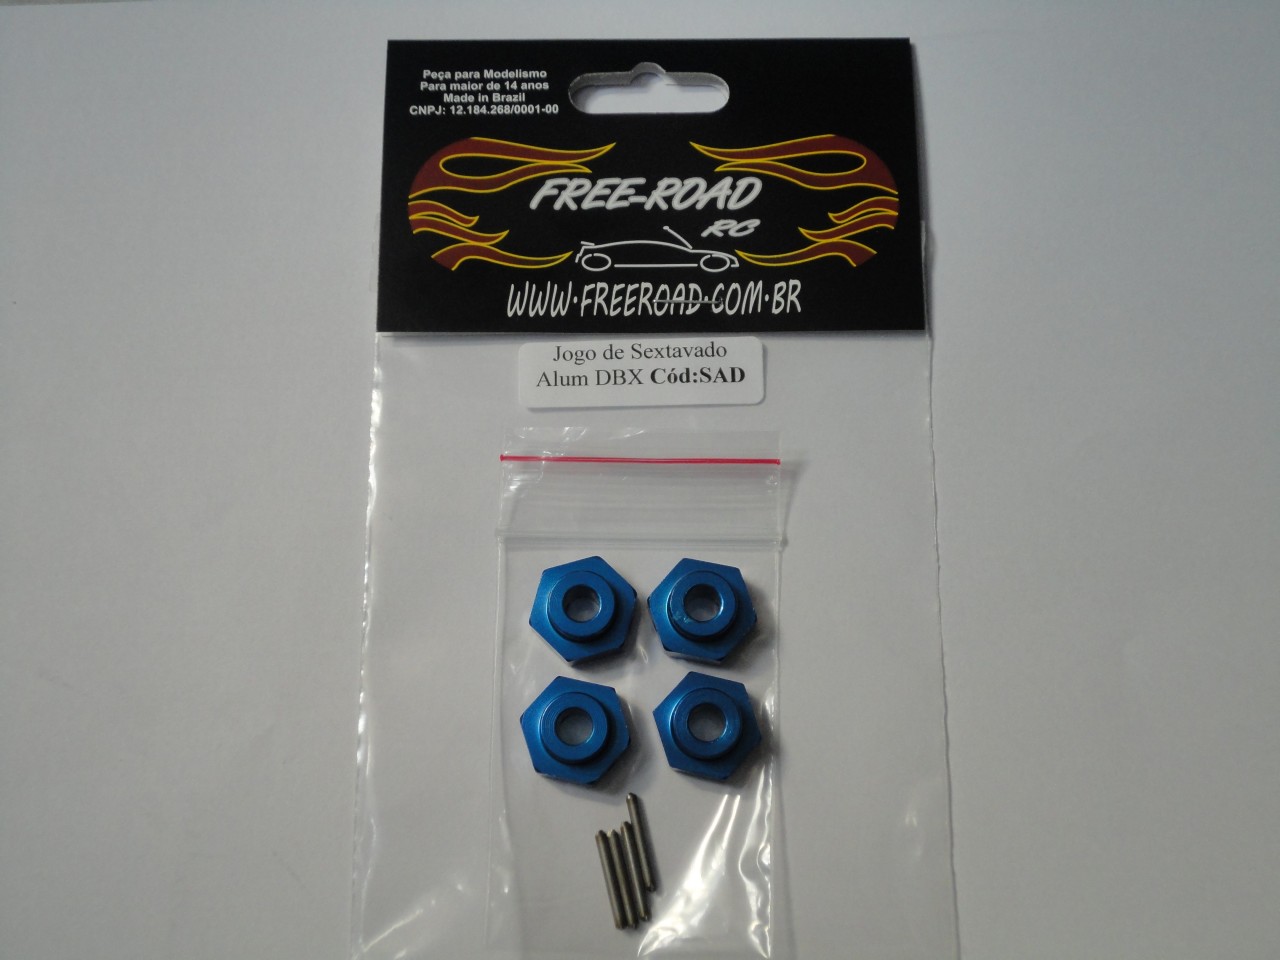 Peça para Modelismo
Para maior de 14 anos
Made in Brazil
CNPJ: 12.184.268/0001-00
FREE-ROAD
RC
WWW.FREEROAD.COM.BR
Jogo de Sextavado
Alum DBX Cód:SAD